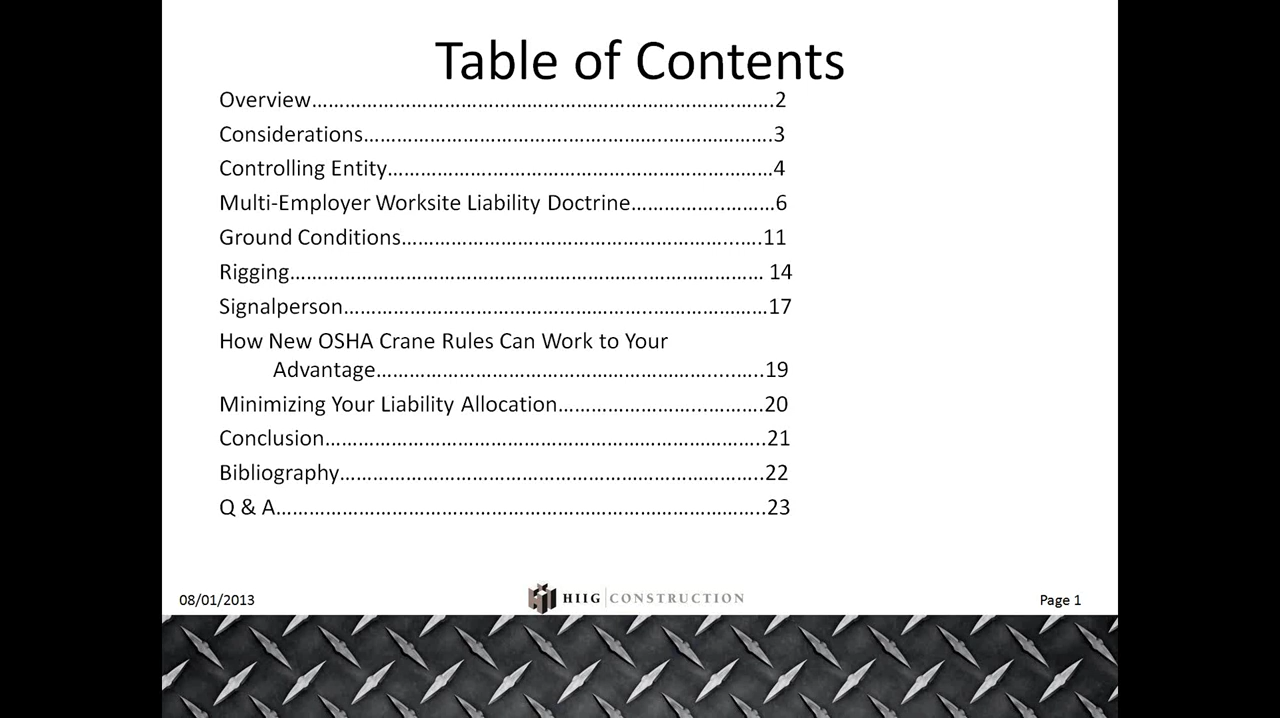 Table of Contents
Overview……………………………………………………………………….…….2
Considerations…………………………………….……..……………….3
Controlling Entity………….……………………………………………4
Multi-Employer Worksite Liability Doctrine……………..………6
Ground Conditions…………………….………………………….....….11
Rigging……………………………………………………..………………… 14
Signalperson……………………………………………..…………………17
How New OSHA Crane Rules Can Work to Your
Advantage…………………………………………………….....…..19
Minimizing Your Liability Allocation……………………...……….20
Conclusion……………………………………………………………………..21
Bibliography…………………………………………………………………..22
Q & A……………………………………………………………………………..23
08/01/2013
HIIG CONSTRUCTION
Page 1